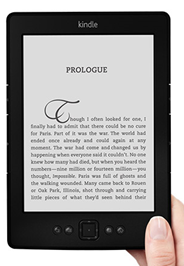 kindle
PROLOGUE
Though I often looked for one, I
finally had to admit that there could be no cure
for Paris. Part of it was the war. The world had
ended once already and could again at any
moment. The war had come and changed us by
happening when everyone said it couldn't. No one
knew how many had died, but when you heard the
numbers—nine million or fourteen million—you
thought, Impossible. Paris was full of ghosts and
the walking wounded. Many came back to Rouen
or Oak Park, Illinois, shot through and carrying
little pieces of what they'd seen behind their